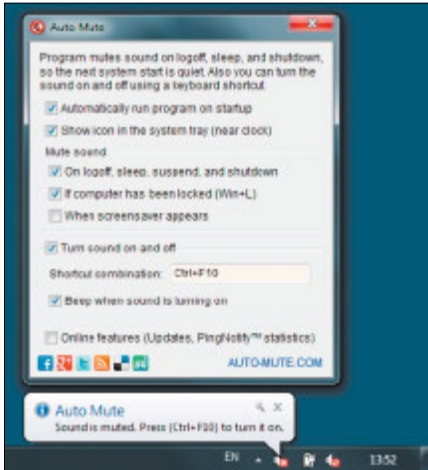 Auto Mute
Program mutes sound on logoff, sleep, and shutdown,
so the next system start is quiet. Also you can turn the
sound on and off using a keyboard shortcut.
Automatically run program on startup
Show icon in the system tray (near clock)
Mute sound
On logoff, sleep, suspend, and shutdown
If computer has been locked (Win+L)
When screensaver appears
Turn sound on and off
Shortcut combination: Ctrl+F10
Beep when sound is turning on
Online features (Updates, PingNotify™ statistics)
AUTO-MUTE.COM
Auto Mute
Sound is muted. Press (Ctrl+F10) to turn it on.
EN 13:52